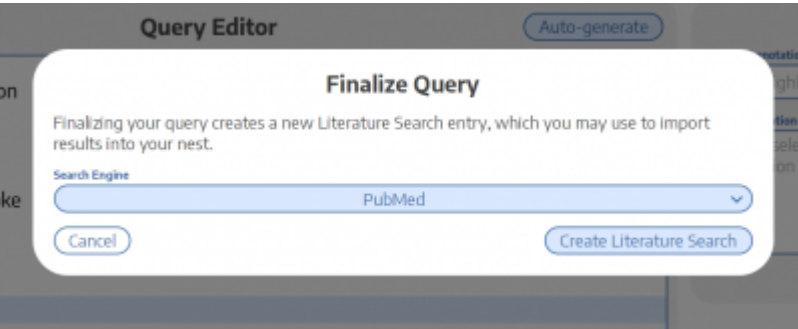 Query Editor
Auto-generate
on
Finalize Query
Finalizing your query creates a new Literature Search entry, which you may use to import
results into your nest.
Search Engine
PubMed
Cancel
Create Literature Search